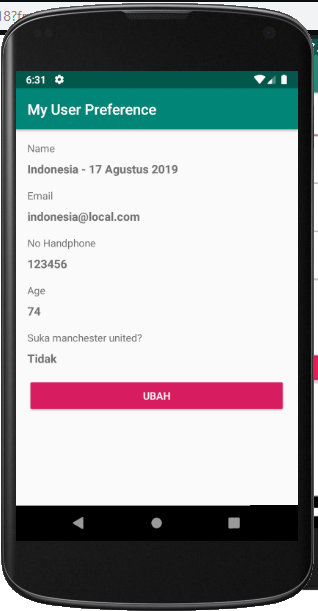 18?fr
6:31
My User Preference
Name
Indonesia - 17 Agustus 2019
Email
indonesia@local.com
No Handphone
123456
Age
74
Suka manchester united?
Tidak
UBAH